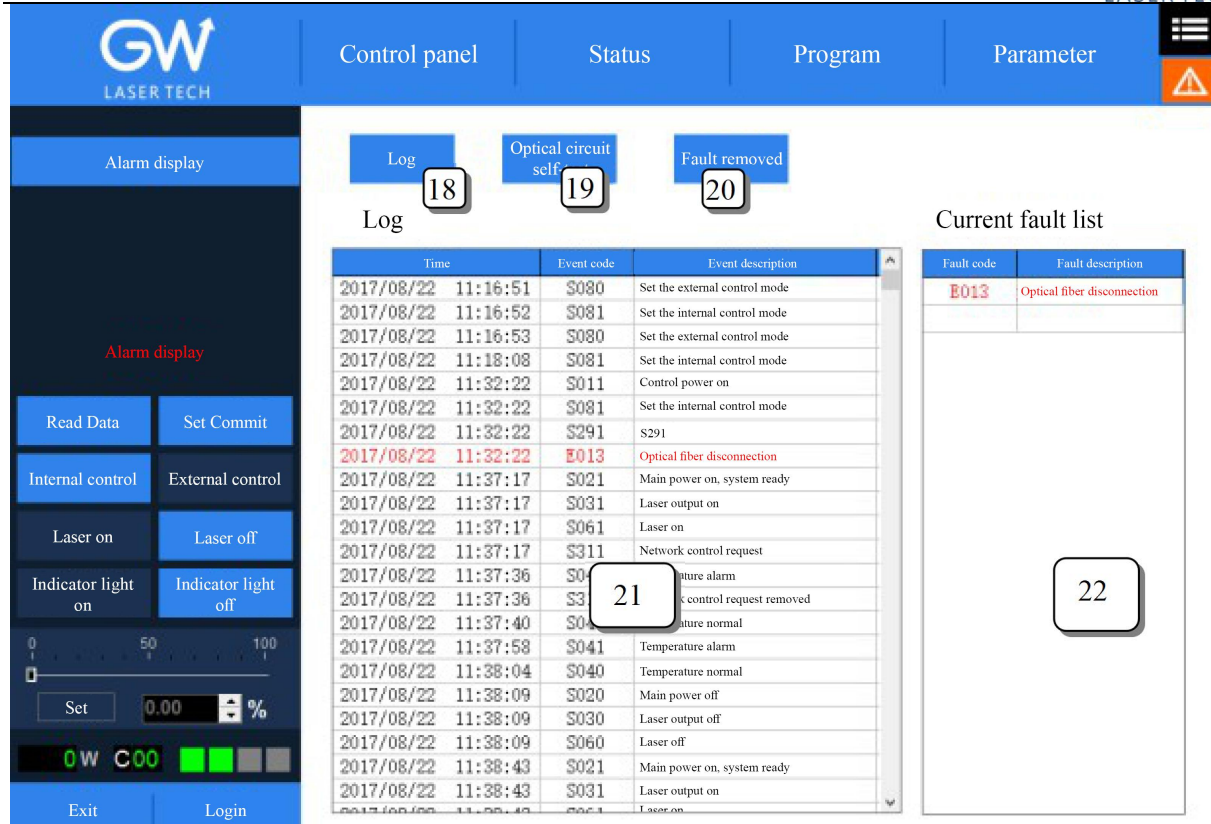 GW
LASER TECH
Control panel
Status
Program
Parameter
Alarm display
Alarm display
Read Data
Set Commit
Internal control
External control
Laser on
Laser off
Indicator light
on
Indicator light
off
0 50 100
Set
0.00
%
0 W
C00
Exit
Login
Log
18
Optical circuit
19
Fault removed
20
Log
Time Event code Event description
2017/08/22 11:16:51 S080 Set the external control mode
2017/08/22 11:16:52 S081 Set the internal control mode
2017/08/22 11:16:53 S080 Set the external control mode
2017/08/22 11:18:08 S081 Set the internal control mode
2017/08/22 11:32:22 S011 Control power on
2017/08/22 11:32:22 S081 Set the internal control mode
2017/08/22 11:32:22 S291 S291
2017/08/22 11:32:22 E013 Optical fiber disconnection
2017/08/22 11:37:17 S021 Main power on, system ready
2017/08/22 11:37:17 S031 Laser output on
2017/08/22 11:37:17 S061 Laser on
2017/08/22 11:37:17 S311 Network control request
2017/08/22 11:37:36 alarm
2017/08/22 11:37:36 control request removed
2017/08/22 11:37:40 normal
2017/08/22 11:37:58 S041 Temperature alarm
2017/08/22 11:38:04 S040 Temperature normal
2017/08/22 11:38:09 S020 Main power off
2017/08/22 11:38:09 S030 Laser output off
2017/08/22 11:38:09 S060 Laser off
2017/08/22 11:38:43 S021 Main power on, system ready
2017/08/22 11:38:43 S031 Laser output on
Laser on
21
Current fault list
Fault code Fault description
E013 Optical fiber disconnection
22